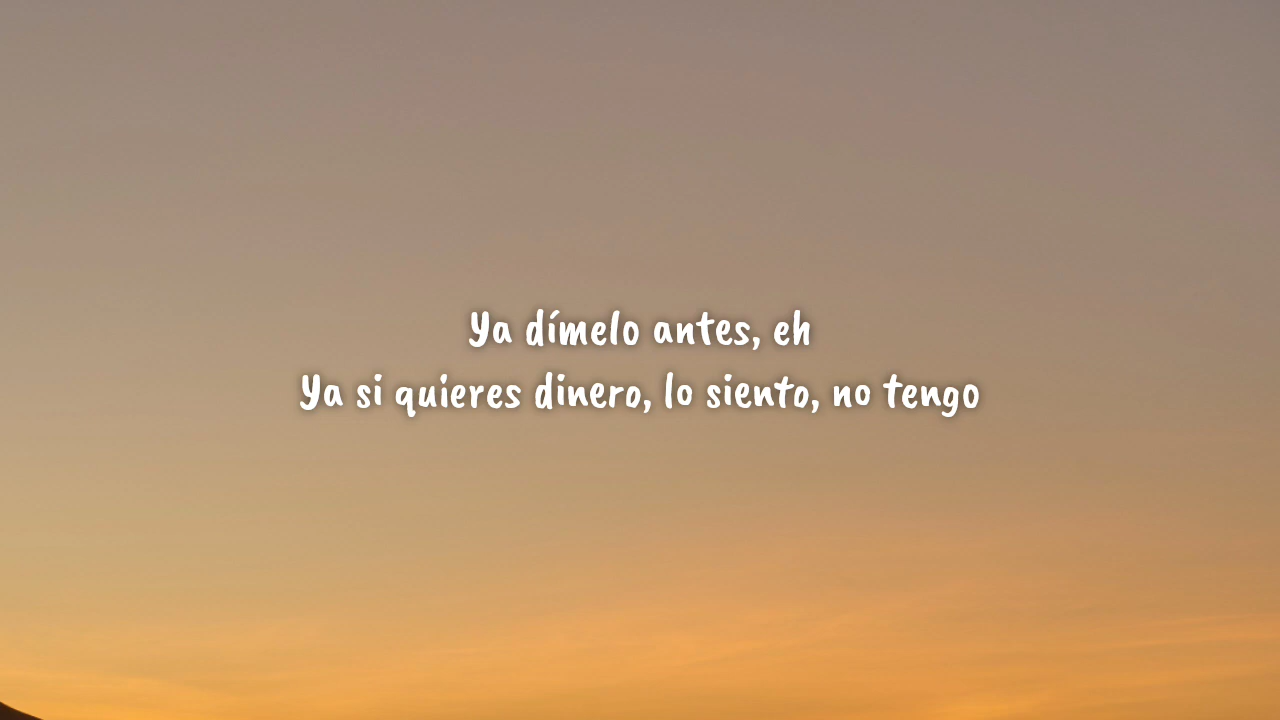 Ya dímelo antes, eh
Ya si quieres dinero, lo siento, no tengo